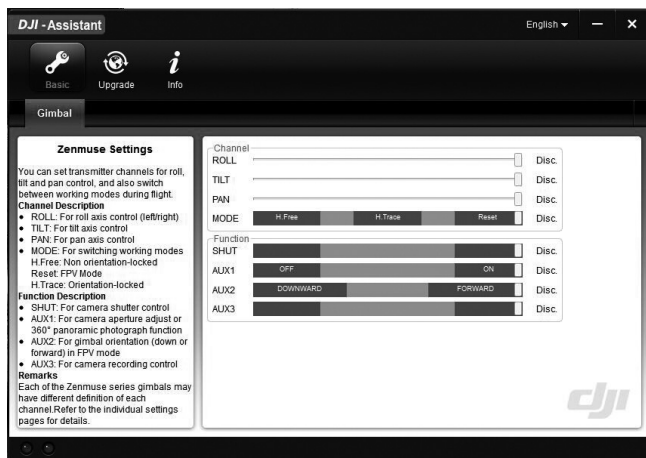 DJI - Assistant
English
Basic
Upgrade
Info
Gimbal
Zenmuse Settings
You can set transmitter channels for roll,
tilt and pan control, and also switch
between working modes during flight.
Channel Description
• ROLL: For roll axis control (left/right)
• TILT: For tilt axis control
• PAN: For pan axis control
• MODE: For switching working modes
H.Free: Non orientation-locked
Reset: FPV Mode
H.Trace: Orientation-locked
Function Description
• SHUT: For camera shutter control
• AUX1: For camera aperture adjust or
360° panoramic photograph function
• AUX2: For gimbal orientation (down or
forward) in FPV mode
• AUX3: For camera recording control
Remarks
Each of the Zenmuse series gimbals may
have different definition of each
channel.Refer to the individual settings
pages for details.
Channel
ROLL Disc.
TILT Disc.
PAN Disc.
MODE H.Free H.Trace Reset Disc.
Function
SHUT Disc.
AUX1 OFF ON Disc.
AUX2 DOWNWARD FORWARD Disc.
AUX3 Disc.
dji